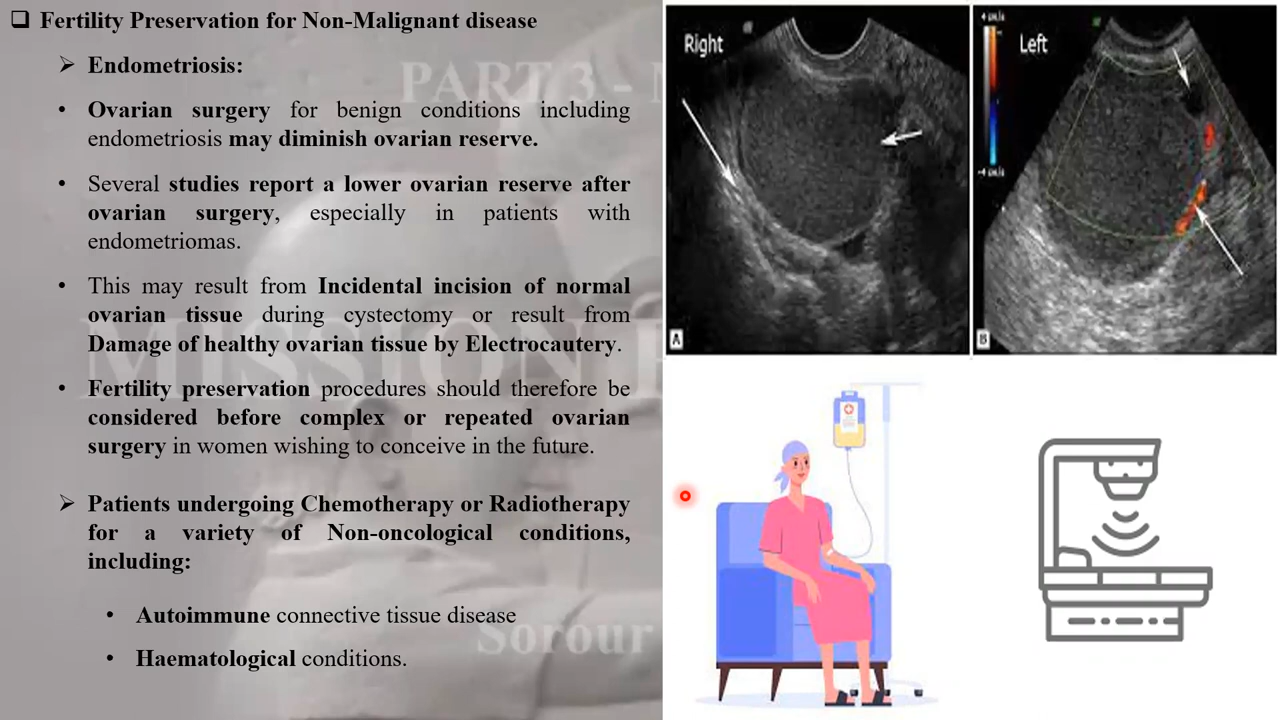 ❑ Fertility Preservation for Non-Malignant disease
➢ Endometriosis:
• Ovarian surgery for benign conditions including
endometriosis may diminish ovarian reserve.
• Several studies report a lower ovarian reserve after
ovarian surgery, especially in patients with
endometriomas.
• This may result from Incidental incision of normal
ovarian tissue during cystectomy or result from
Damage of healthy ovarian tissue by Electrocautery.
• Fertility preservation procedures should therefore be
considered before complex or repeated ovarian
surgery in women wishing to conceive in the future.
➢ Patients undergoing Chemotherapy or Radiotherapy
for a variety of Non-oncological conditions,
including:
• Autoimmune connective tissue disease
• Haematological conditions.
PART 3 -
MISSION
Sorour
Right
A
Left
B